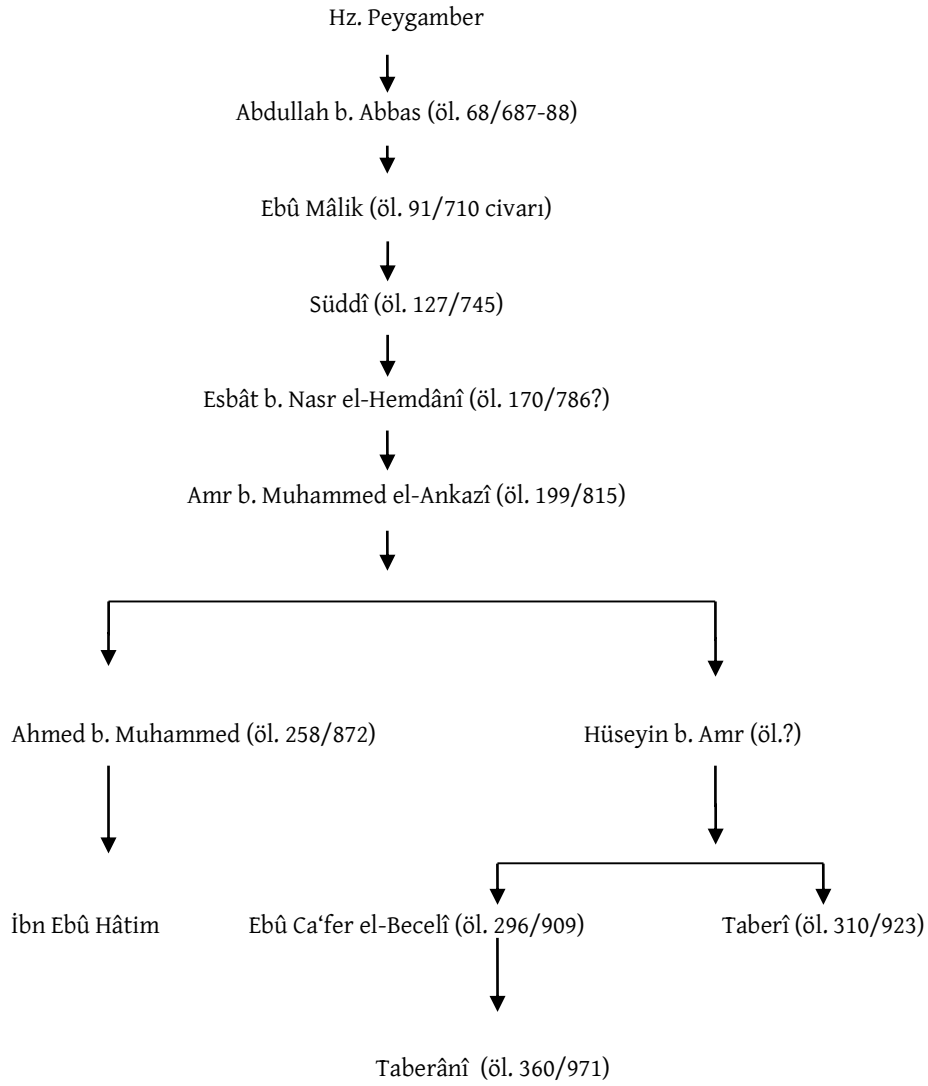 Hz. Peygamber
Abdullah b. Abbas (öl. 68/687-88)
Ebû Mâlik (öl. 91/710 civarı)
Süddî (öl. 127/745)
Esbât b. Nasr el-Hemdânî (öl. 170/786?)
Amr b. Muhammed el-Ankazî (öl. 199/815)
Ahmed b. Muhammed (öl. 258/872) Hüseyin b. Amr (öl.?)
İbn Ebû Hâtim Ebû Ca‘fer el-Becelî (öl. 296/909) Taberî (öl. 310/923)
Taberânî (öl. 360/971)